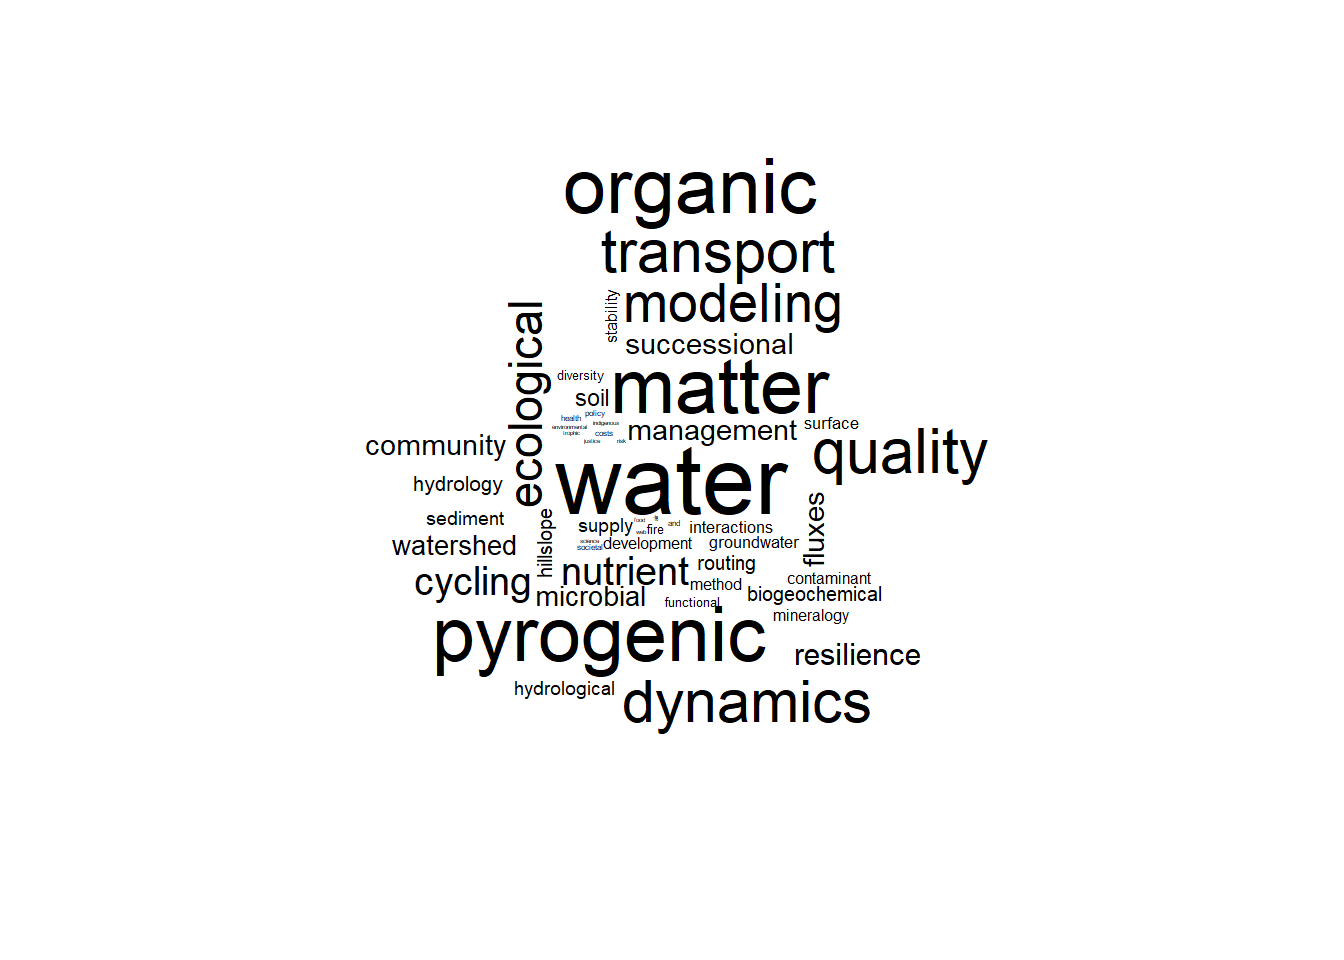 organic
transport
modeling
stability
successional
ecological
matter
diversity
soil
health
policy
indigenous
environmental
trophic
costs
justice
risk
management
surface
community
quality
water
hydrology
sediment
watershed
hillslope
supply
food
web
fire
and
interactions
science
societal
development
groundwater
fluxes
cycling
nutrient
routing
method
contaminant
microbial
functional
biogeochemical
mineralogy
pyrogenic
resilience
hydrological
dynamics